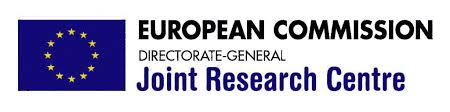 EUROPEAN COMMISSION
DIRECTORATE-GENERAL
Joint Research Centre